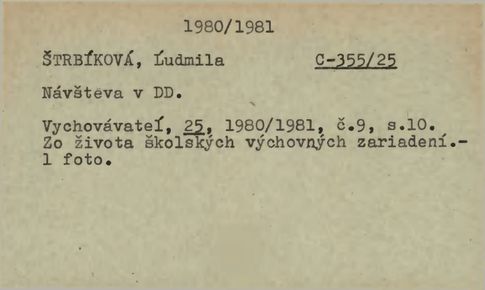 1980/1981
ŠTRBÍKOVÁ, Ľudmila C-355/25
Návšteva v DD.
Vychovávateľ, 25, 1980/1981, č.9, s.10.
Zo života školských výchovných zariadení.-
1 foto.